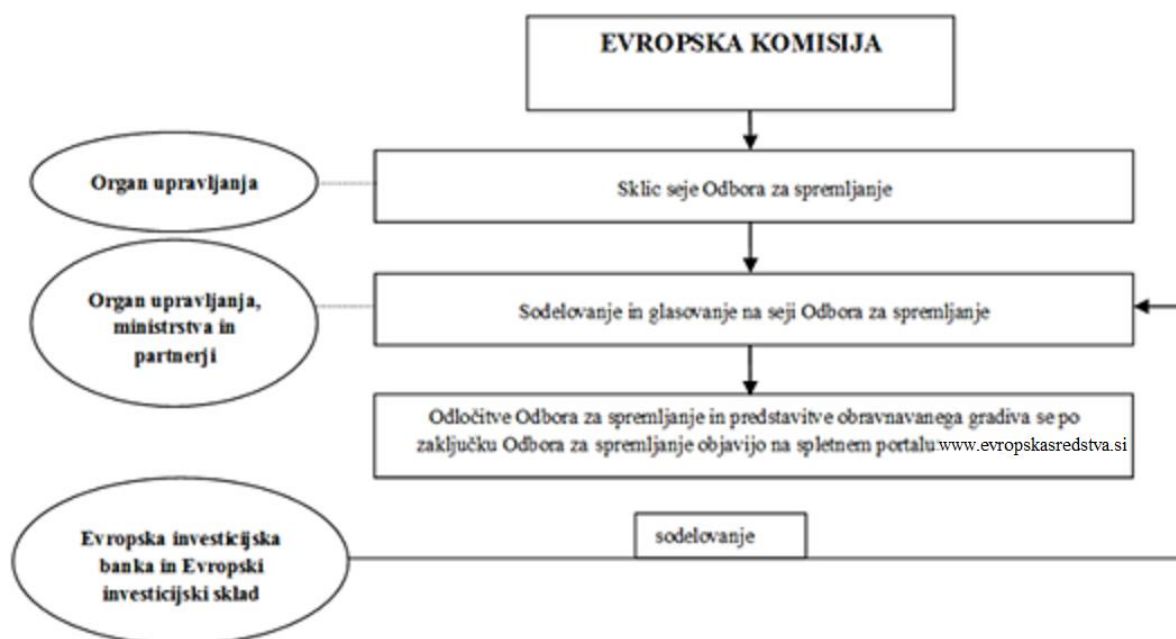 EVROPSKA KOMISIJA
Organ upravljanja
Sklic seje Odbora za spremljanje
Organ upravljanja,
ministrstva in
partnerji
Sodelovanje in glasovanje na seji Odbora za spremljanje
Odločitve Odbora za spremljanje in predstavitve obravnavanega gradiva se po
zaključku Odbora za spremljanje objavijo na spletnem portalu:www.evropskasredstva.si
Evropska investicijska
banka in Evropski
investicijski sklad
sodelovanje